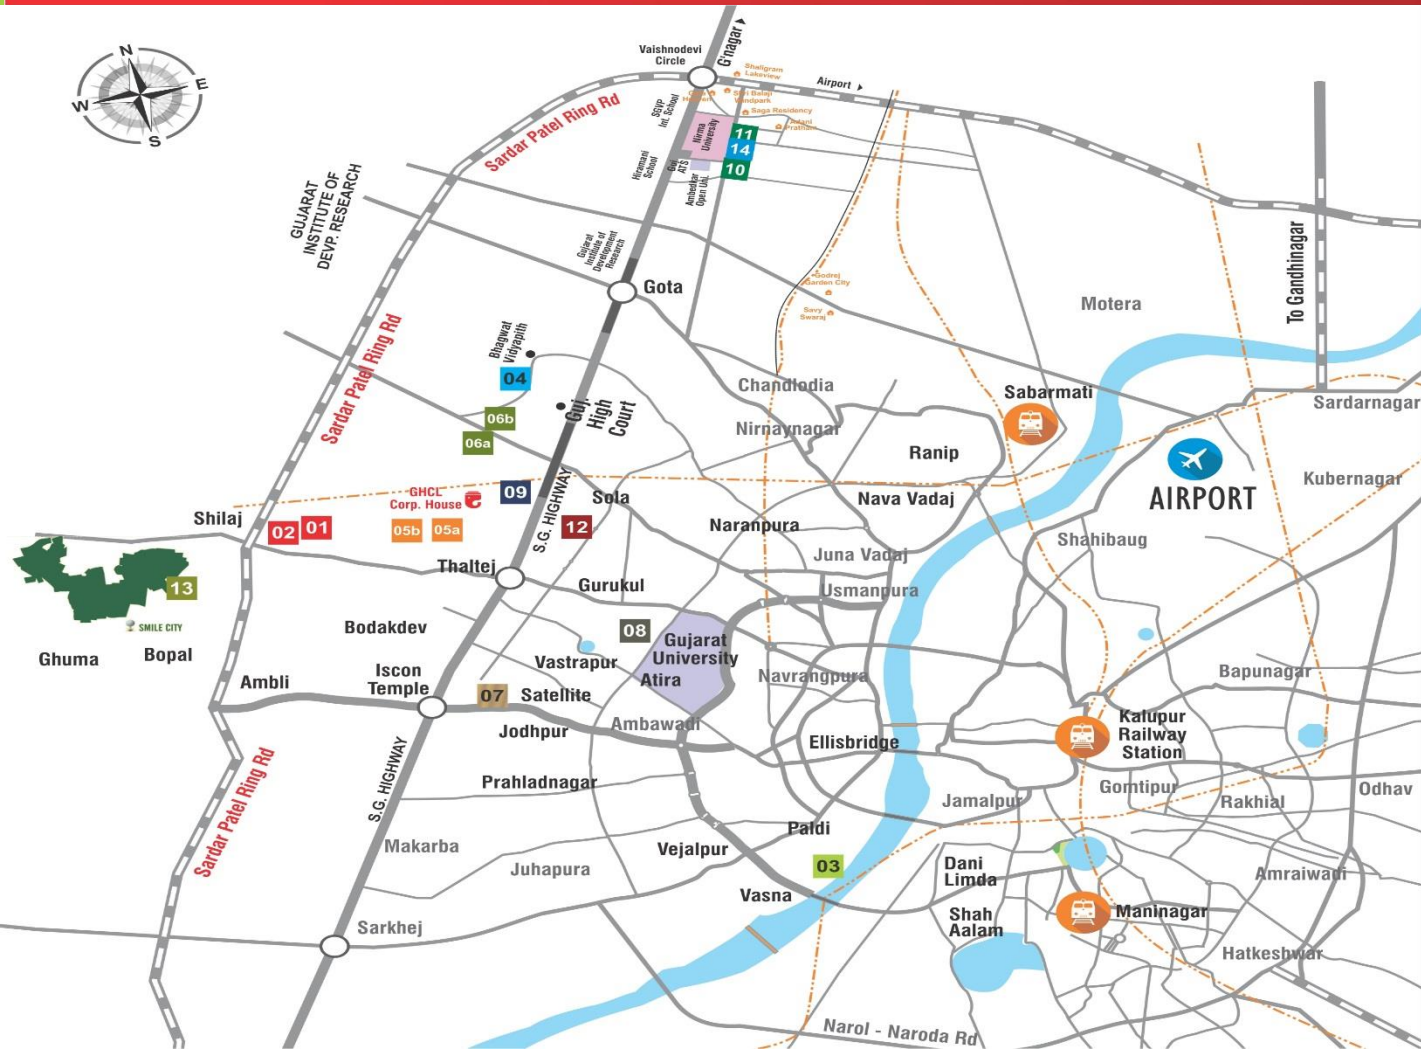 N
E
S
W
Vaishnodevi
Circle
G'nagar
Airport
Shaligram
Lakeview
Shri Balaji
Windpark
Saga Residency
Adani
Pratham
SGVP
Int. School
Nirma
University
11
14
10
Hiramani
School
Guj.
ATS
Ambedkar
Open Uni.
Sardar Patel Ring Rd
GUJARAT
INSTITUTE OF
DEVP. RESEARCH
Gujarat
Institute of
Development
Research
Gota
Godrej
Garden City
Savy
Swaraj
Motera
To Gandhinagar
Sardar Patel Ring Rd
Bhagwat
Vidyapith
04
06b
06a
Guj.
High
Court
Chandlodia
Nirnaynagar
Sabarmati
Ranip
Nava Vadaj
AIRPORT
Sardarnagar
Kubernagar
GHCL
Corp. House
09
S.G. HIGHWAY
Sola
12
Shilaj
02
01
05b
05a
Naranpura
Juna Vadaj
Shahibaug
Usmanpura
Thaltej
Gurukul
13
SMILE CITY
Ghuma
Bopal
Bodakdev
08
Gujarat
University
Atira
Vastrapur
Navrangpura
Bapunagar
Ambli
Iscon
Temple
07
Satellite
Ambawadi
Jodhpur
Ellisbridge
Kalupur
Railway
Station
Sardar Patel Ring Rd
S.G. HIGHWAY
Prahladnagar
Jamalpur
Gomtipur
Rakhial
Odhav
Makarba
Juhapura
Vejalpur
Paldi
03
Vasna
Dani
Limda
Amraiwadi
Shah
Aalam
Maninagar
Sarkhej
Hatkeshwar
Narol - Naroda Rd